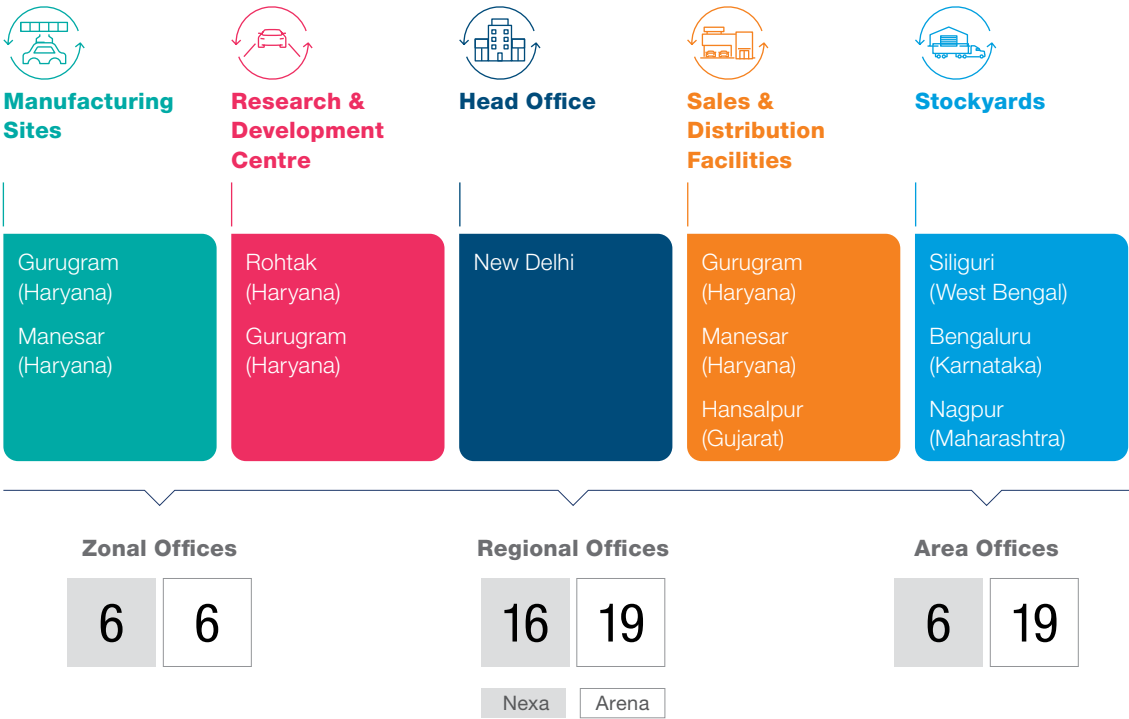 Manufacturing
Sites
Research &
Development
Centre
Head Office
Sales &
Distribution
Facilities
Stockyards
Gurugram
(Haryana)
Manesar
(Haryana)
Rohtak
(Haryana)
Gurugram
(Haryana)
New Delhi
Gurugram
(Haryana)
Manesar
(Haryana)
Hansalpur
(Gujarat)
Siliguri
(West Bengal)
Bengaluru
(Karnataka)
Nagpur
(Maharashtra)
Zonal Offices
6 6
Regional Offices
16 19
Area Offices
6 19
Nexa Arena